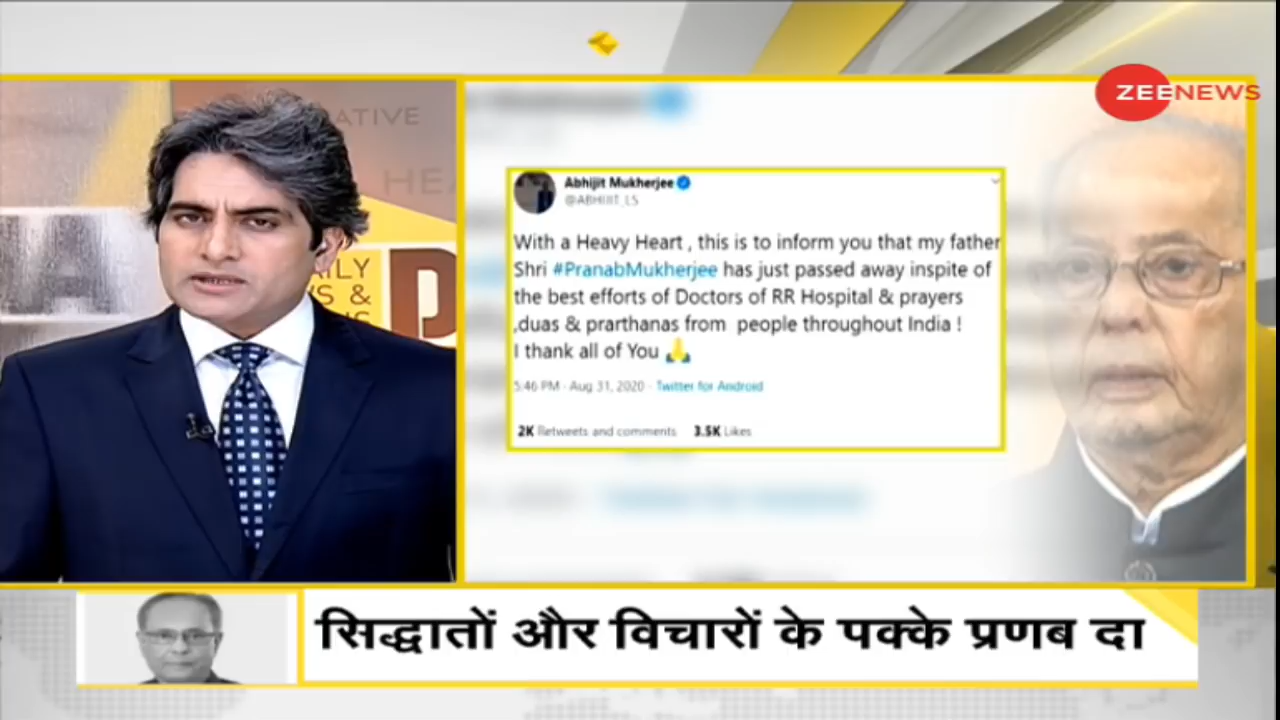 ZEENEWS
ATIVE
HEA
AILY
S &
D
Abhijit Mukherjee
@ABHIJIT_LS
With a Heavy Heart , this is to inform you that my father
Shri #PranabMukherjee has just passed away inspite of
the best efforts of Doctors of RR Hospital & prayers
,duas & prarthanas from people throughout India !
I thank all of You 🙏
5:46 PM · Aug 31, 2020 · Twitter for Android
2K Retweets and comments 3.5K Likes
सिद्धातों और विचारों के पक्के प्रणब दा